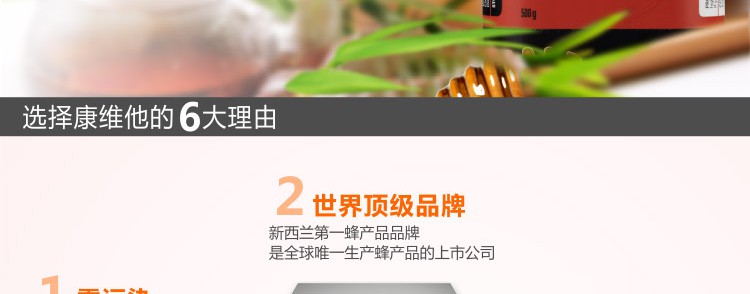 500g
选择康维他的6大理由
2 世界顶级品牌
新西兰第一蜂产品品牌
是全球唯一生产蜂产品的上市公司
1